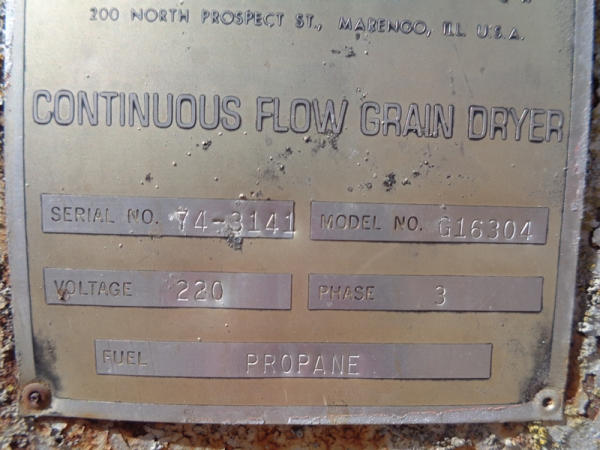 200 NORTH PROSPECT ST., MARENGO, ILL. U.S.A.
CONTINUOUS FLOW GRAIN DRYER
SERIAL NO. 74-3141 MODEL NO. G16304
VOLTAGE 220 PHASE 3
FUEL PROPANE